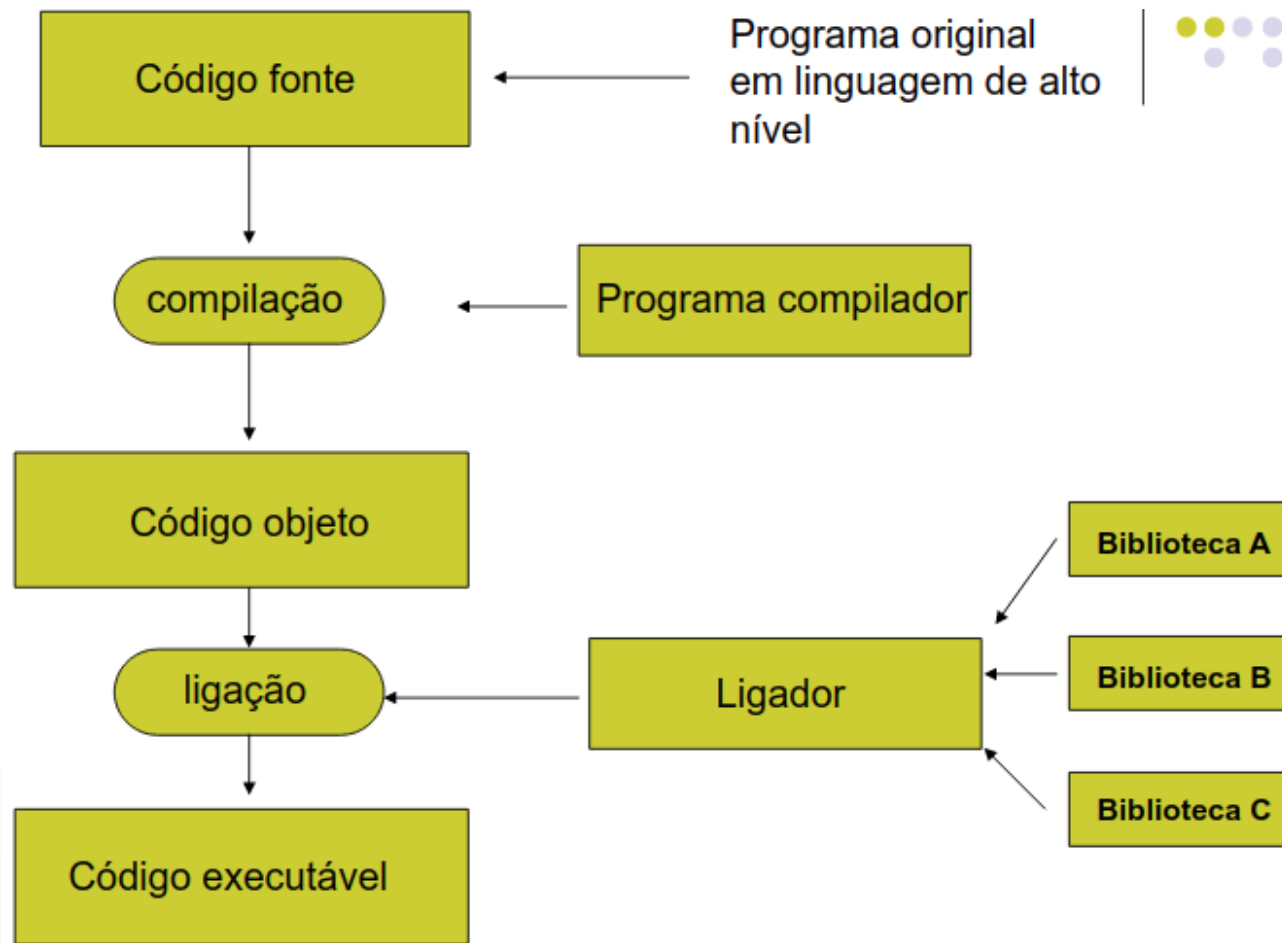 Código fonte
Programa original
em linguagem de alto
nível
compilação
Programa compilador
Código objeto
Biblioteca A
ligação
Ligador
Biblioteca B
Biblioteca C
Código executável